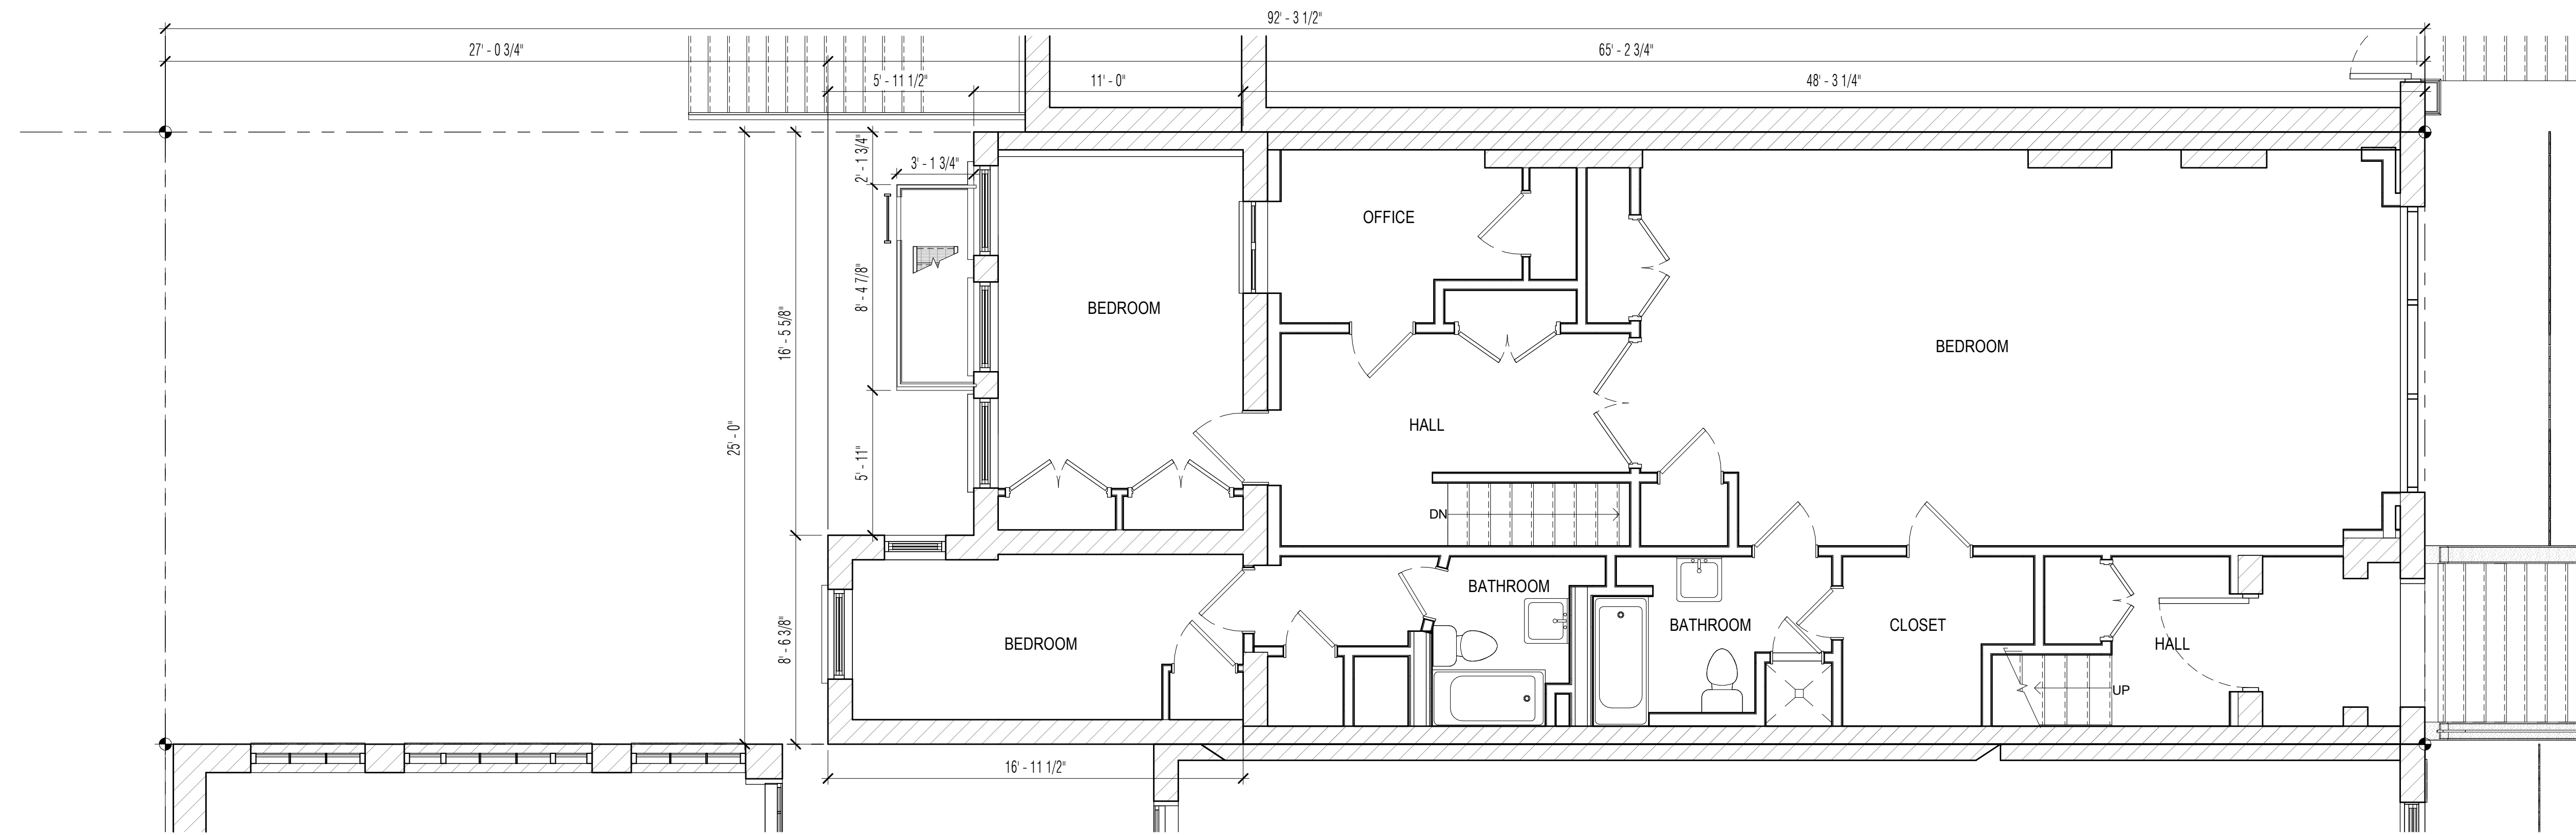 92' - 3 1/2"
27' - 0 3/4"
65' - 2 3/4"
5' - 11 1/2"
11' - 0"
48' - 3 1/4"
2' - 1 3/4"
3' - 1 3/4"
OFFICE
8' - 4 7/8"
BEDROOM
16' - 5 5/8"
BEDROOM
HALL
25' - 0"
5' - 11"
DN
BATHROOM
BATHROOM
CLOSET
8' - 6 3/8"
BEDROOM
HALL
UP
16' - 11 1/2"